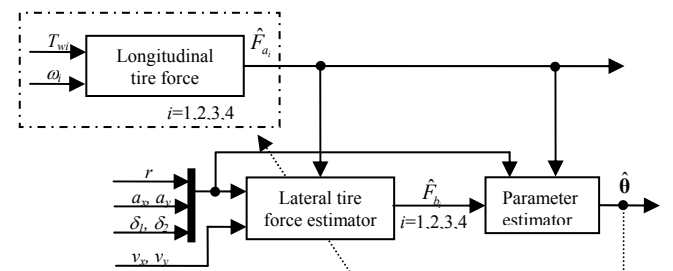 T_wi
ω_i
Longitudinal
tire force
F̂_a_i
i=1,2,3,4
r
a_x, a_y
δ_1, δ_2
v_x, v_y
Lateral tire
force estimator
F̂_b_i
i=1,2,3,4
Parameter
estimator
θ̂